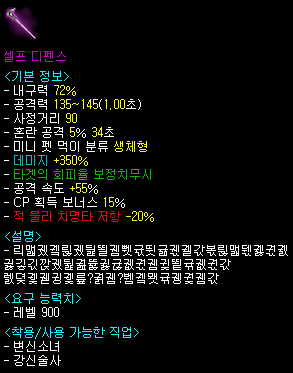 셀프 디펜스
<기본 정보>
- 내구력 72%
- 공격력 135~145(1,00초)
- 사정거리 90
- 혼란 공격 5% 34초
- 미니 펫 먹이 분류 생체형
- 데미지 +350%
- 타겟의 회피율 보정치무시
- 공격 속도 +55%
- CP 획득 보너스 15%
- 적 물리 치명타 저항 -20%
<설명>
<요구 능력치>
- 레벨 900
<착용/사용 가능한 직업>
- 변신소녀
- 강신술사